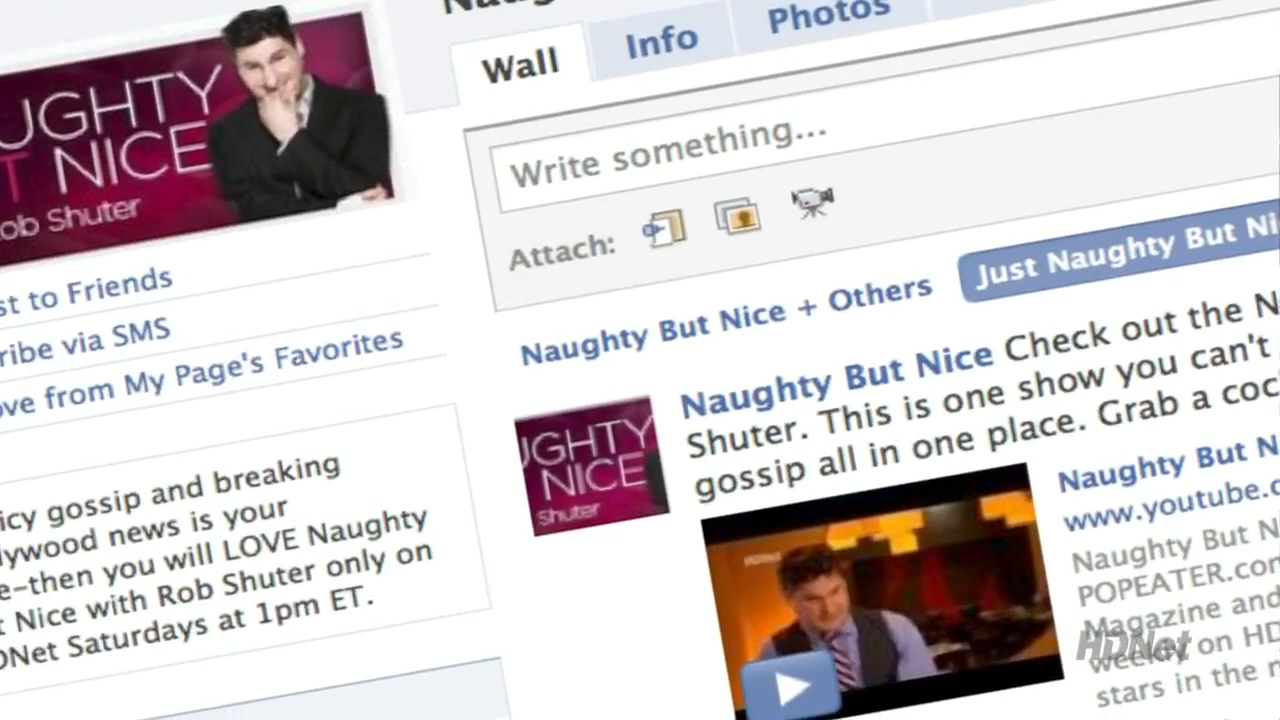 Naug
Wall
Info
Photos
UGHTY
T NICE
ob Shuter
Write something...
Attach:
st to Friends
ribe via SMS
ove from My Page's Favorites
Naughty But Nice + Others
Just Naughty But Ni
Naughty But Nice Check out the N
Shuter. This is one show you can't
gossip all in one place. Grab a coc
UGHTY
NICE
Shuter
icy gossip and breaking
lywood news is your
e-then you will LOVE Naughty
t Nice with Rob Shuter only on
DNet Saturdays at 1pm ET.
HDNet
Naughty But N
www.youtube.c
Naughty But N
POPEATER.com
Magazine and
weekly on HD
stars in the n
HDNet